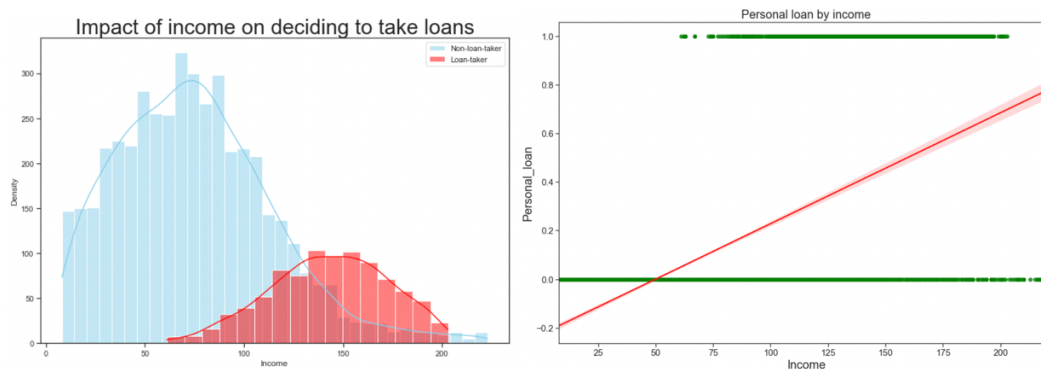 Impact of income on deciding to take loans
Non-loan-taker
Loan-taker
300
250
200
150
100
50
0
Density
0 50 100 150 200
Income
Personal loan by income
1.0
0.8
0.6
0.4
0.2
0.0
−0.2
Personal_loan
25 50 75 100 125 150 175 200
Income